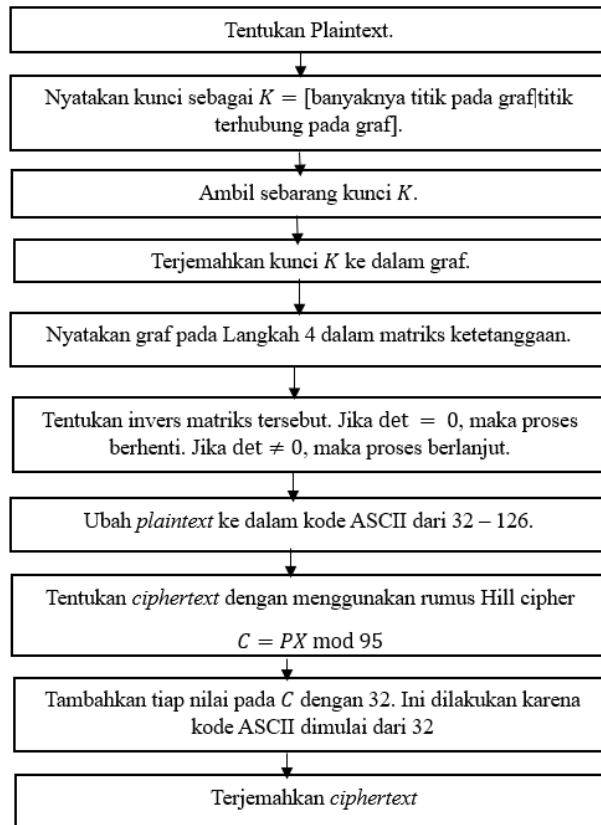 Tentukan Plaintext.
Nyatakan kunci sebagai K = [banyaknya titik pada graf|titik
terhubung pada graf].
Ambil sebarang kunci K.
Terjemahkan kunci K ke dalam graf.
Nyatakan graf pada Langkah 4 dalam matriks ketetanggaan.
Tentukan invers matriks tersebut. Jika det = 0, maka proses
berhenti. Jika det ≠ 0, maka proses berlanjut.
Ubah plaintext ke dalam kode ASCII dari 32 – 126.
Tentukan ciphertext dengan menggunakan rumus Hill cipher
C = PX mod 95
Tambahkan tiap nilai pada C dengan 32. Ini dilakukan karena
kode ASCII dimulai dari 32
Terjemahkan ciphertext